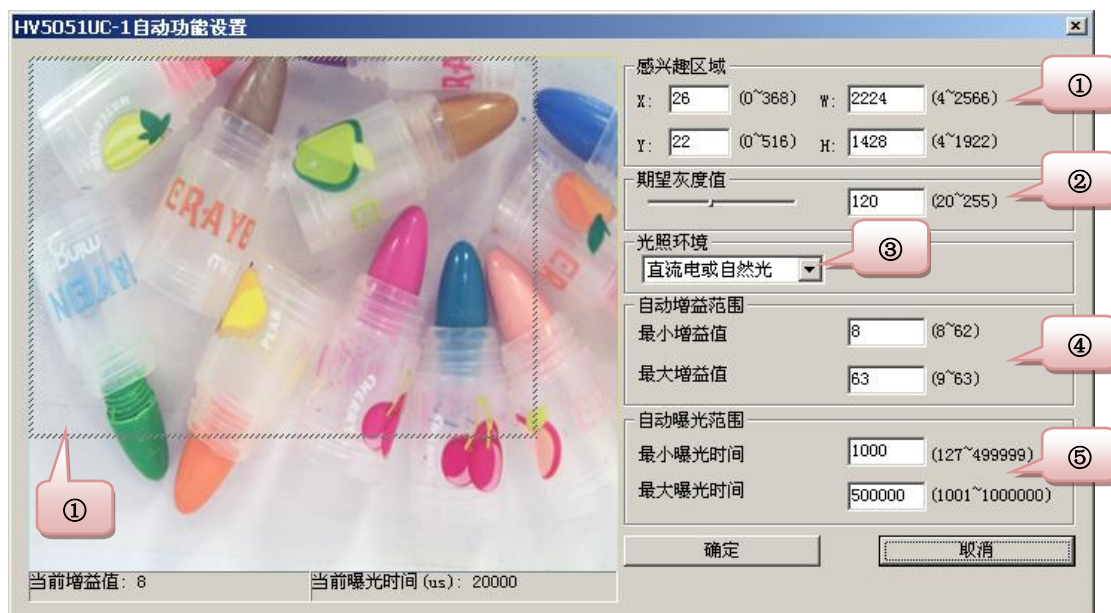 HV5051UC-1自动功能设置
感兴趣区域
X: 26 (0~368) W: 2224 (4~2566)
Y: 22 (0~516) H: 1428 (4~1922)
①
期望灰度值
120 (20~255)
②
光照环境
直流电或自然光
③
自动增益范围
最小增益值 8 (8~62)
最大增益值 63 (9~63)
④
自动曝光范围
最小曝光时间 1000 (127~499999)
最大曝光时间 500000 (1001~1000000)
⑤
确定 取消
ERAYE
PEAR
CHERRY
①
当前增益值: 8 当前曝光时间(us): 20000